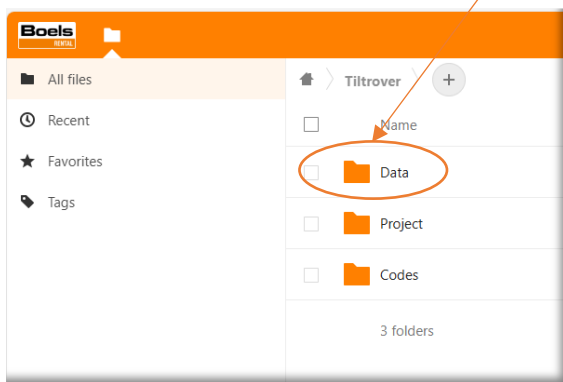 Boels
RENTAL
All files
Recent
Favorites
Tags
Tiltrover
+
Name
Data
Project
Codes
3 folders